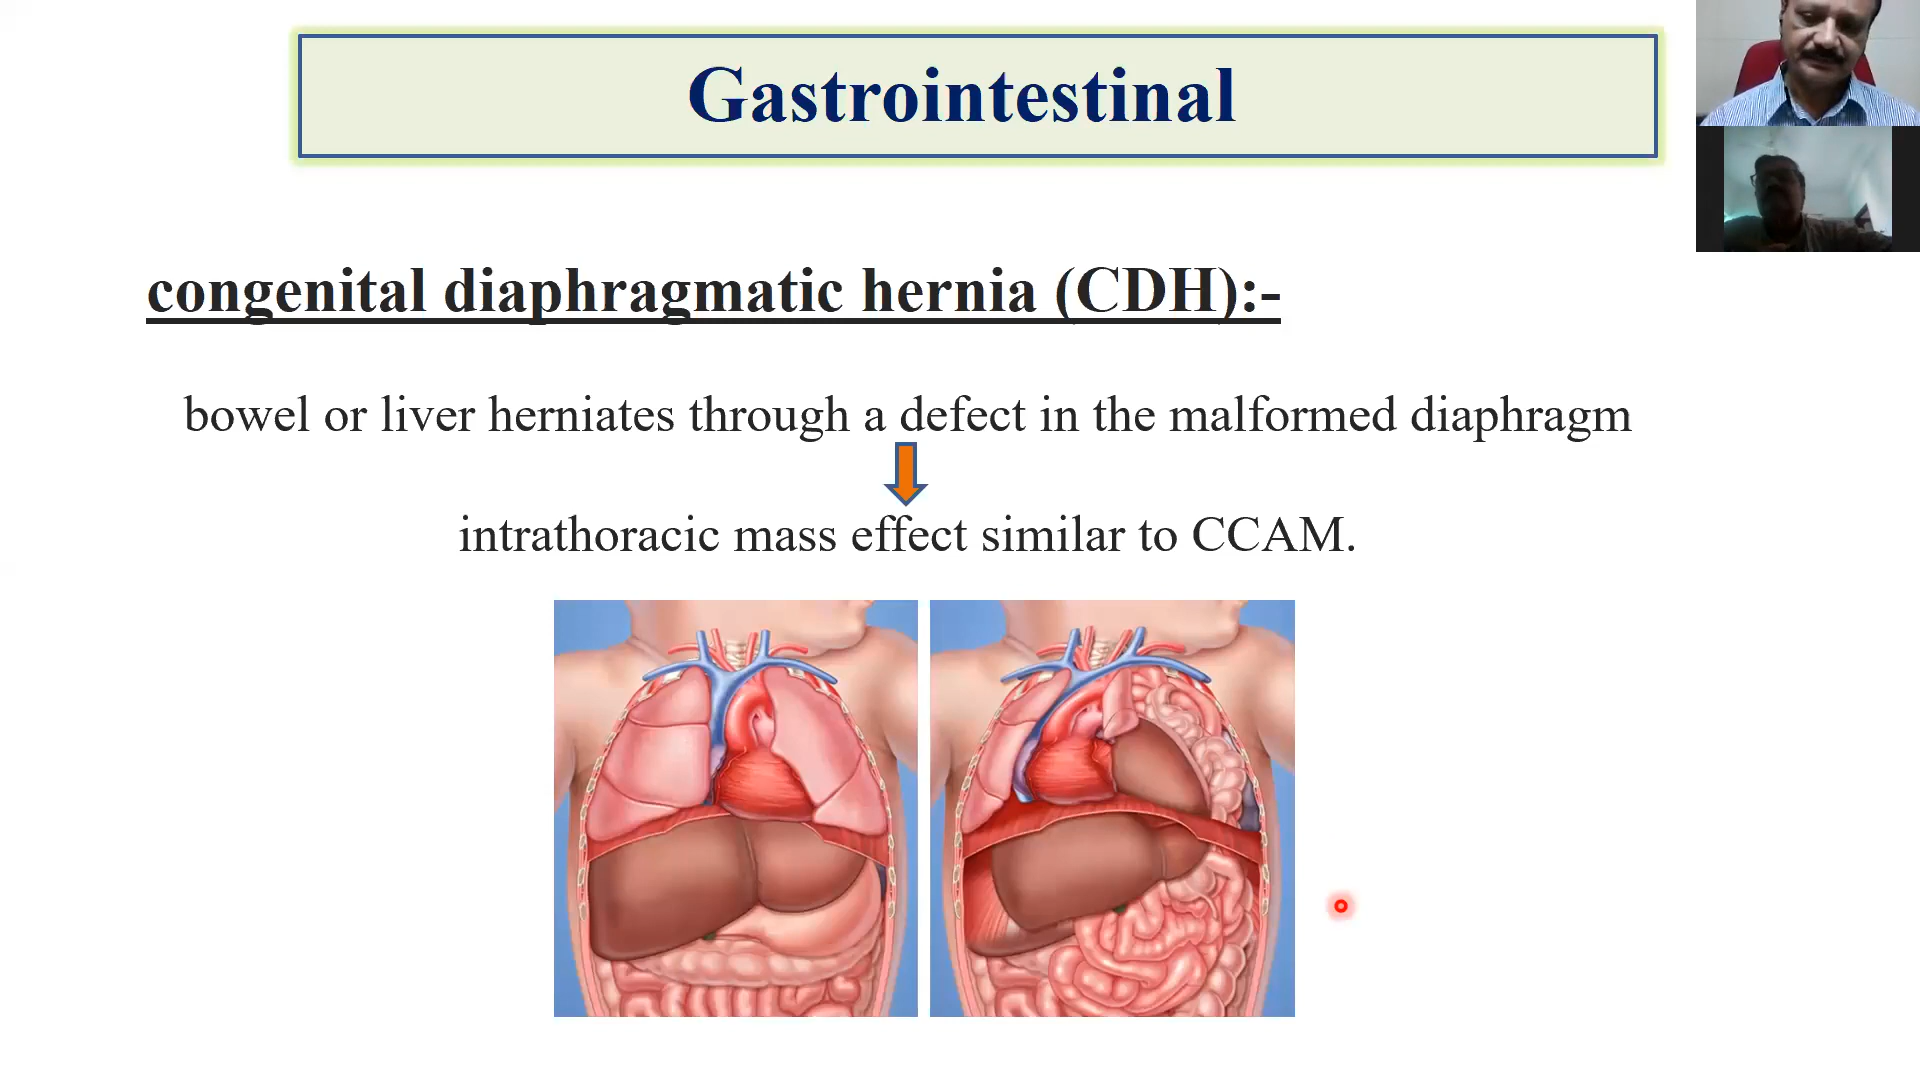 Gastrointestinal
congenital diaphragmatic hernia (CDH):-
bowel or liver herniates through a defect in the malformed diaphragm
intrathoracic mass effect similar to CCAM.